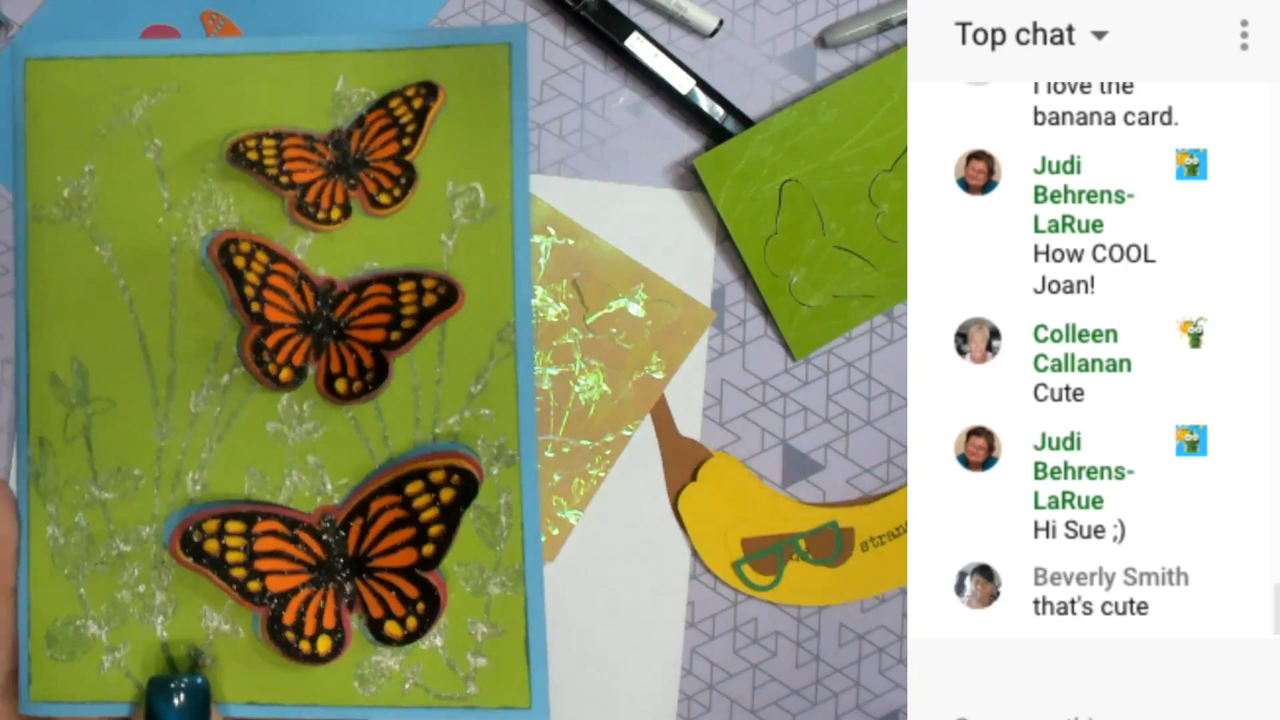 Top chat
I love the
banana card.
Judi
Behrens-
LaRue
How COOL
Joan!
Colleen
Callanan
Cute
Judi
Behrens-
LaRue
Hi Sue ;)
Beverly Smith
that's cute